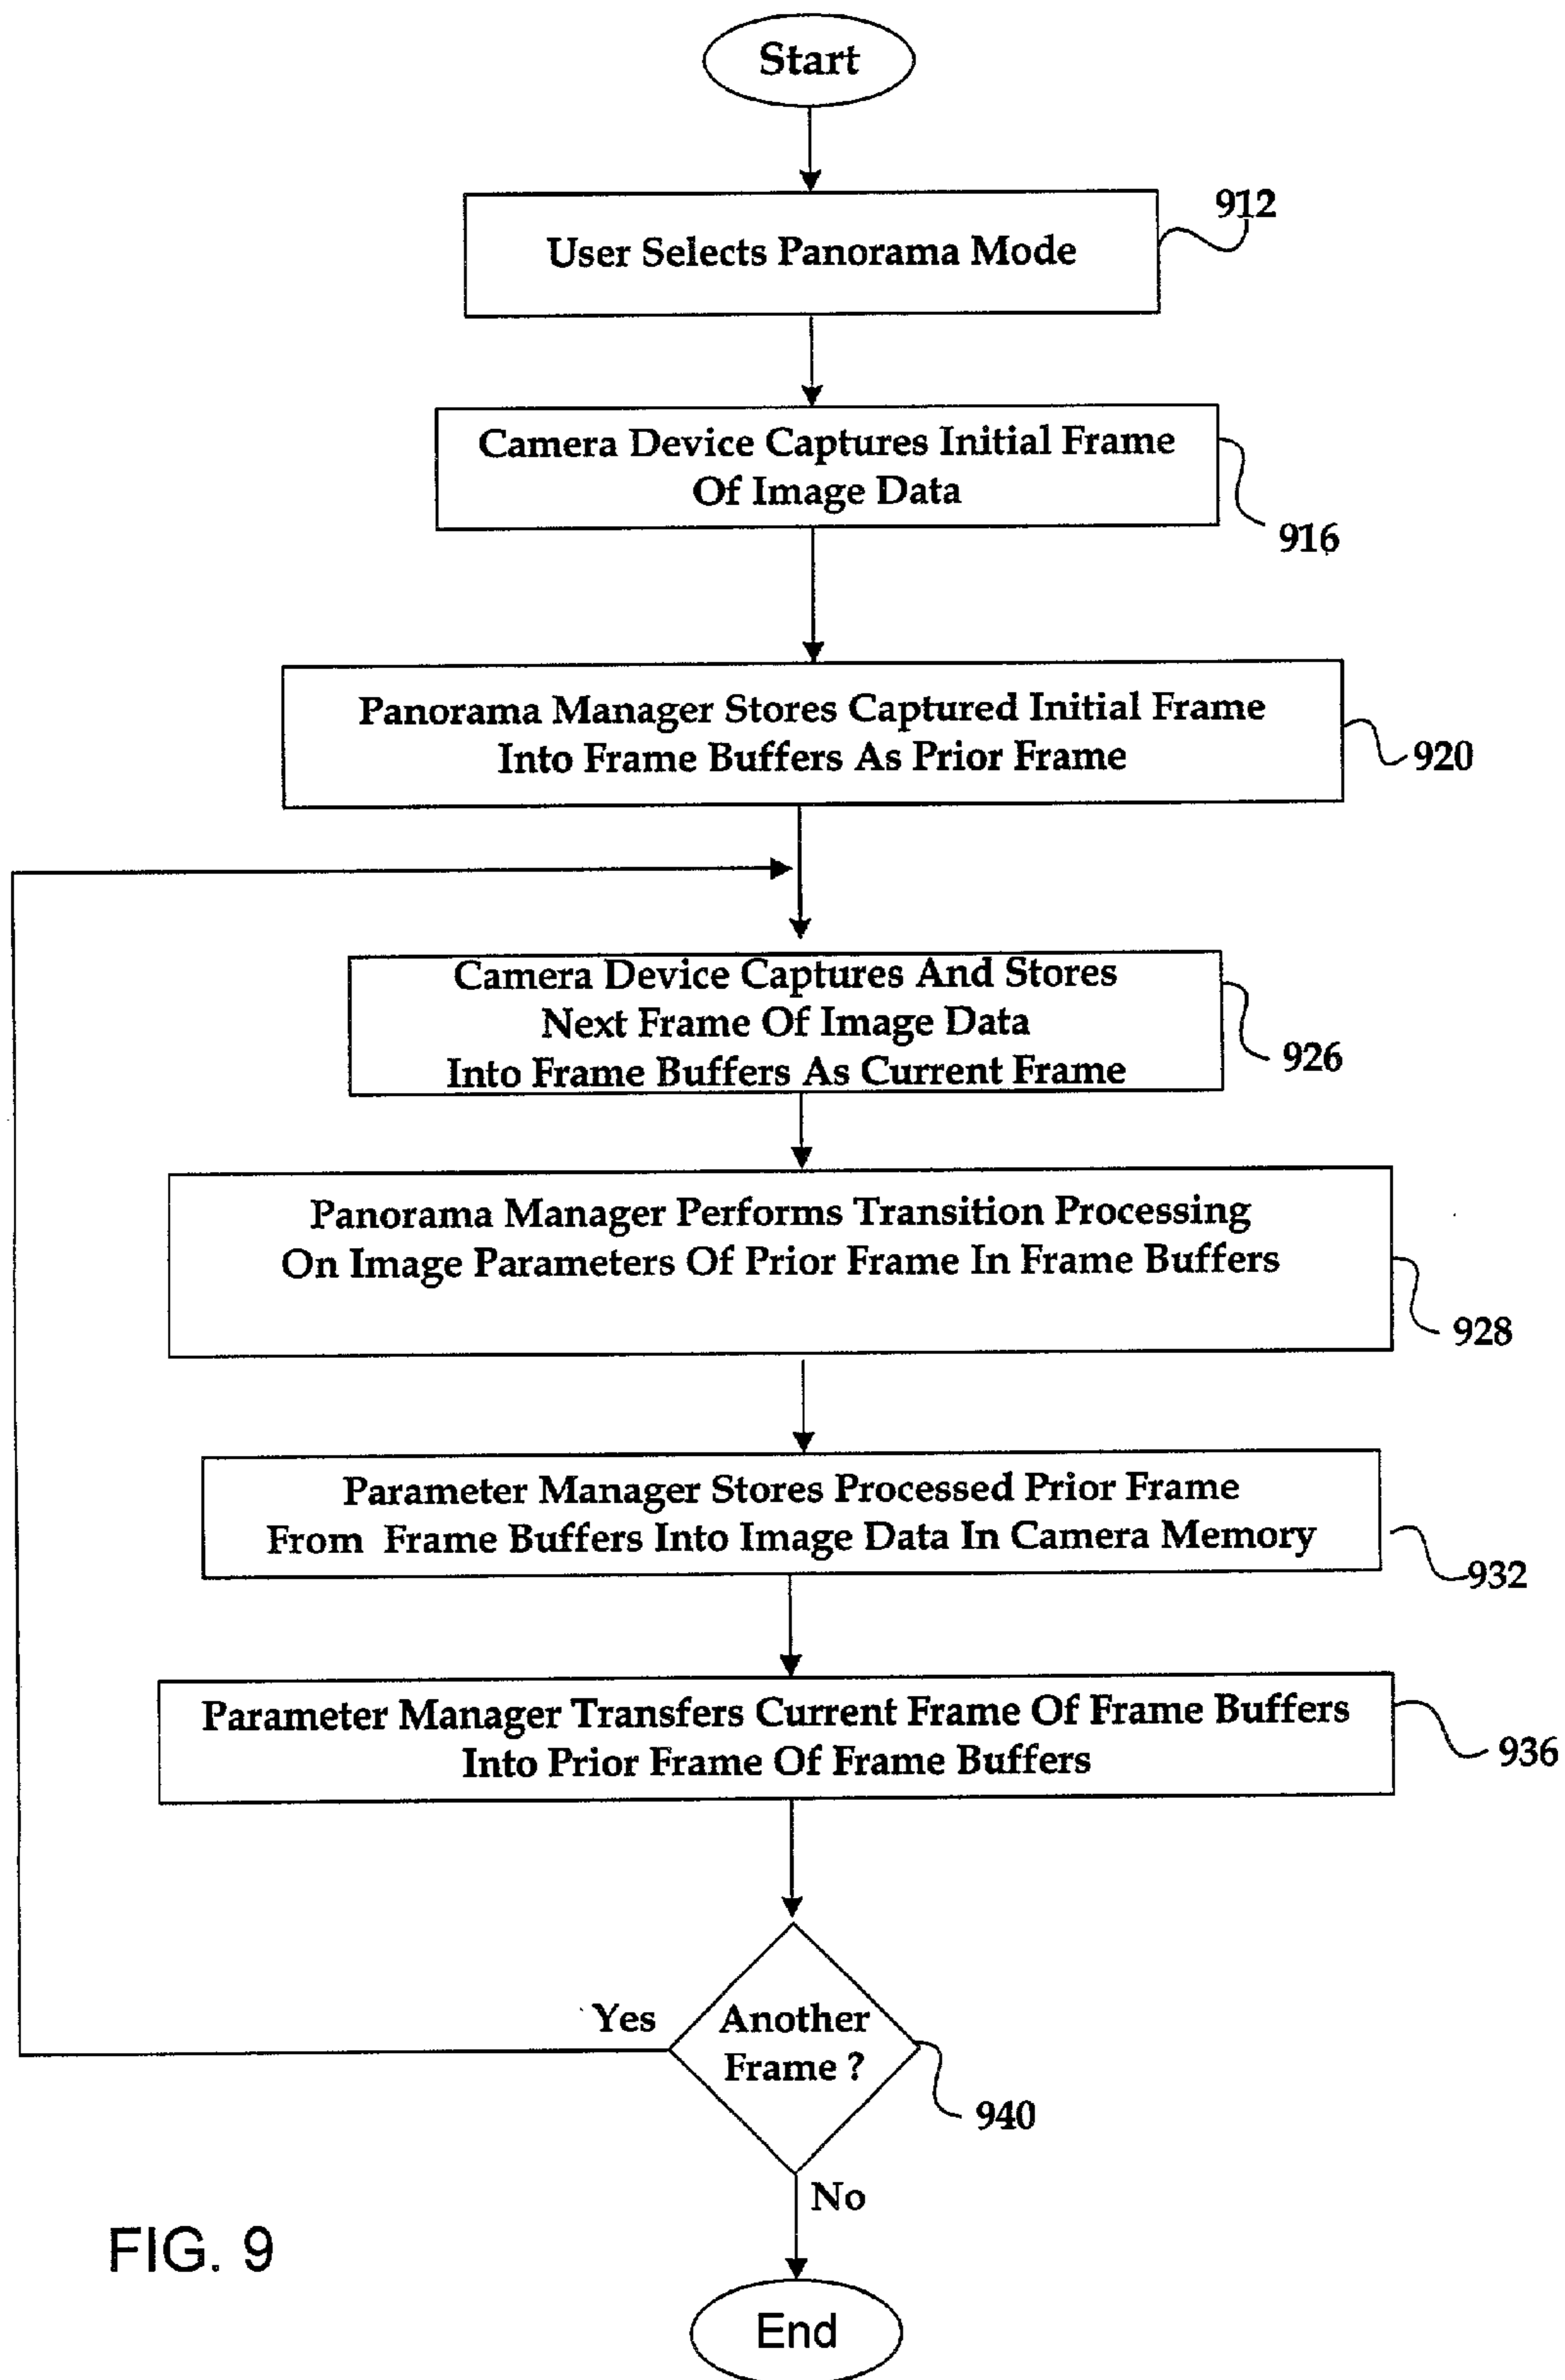 Start
User Selects Panorama Mode
912
Camera Device Captures Initial Frame
Of Image Data
916
Panorama Manager Stores Captured Initial Frame
Into Frame Buffers As Prior Frame
920
Camera Device Captures And Stores
Next Frame Of Image Data
Into Frame Buffers As Current Frame
926
Panorama Manager Performs Transition Processing
On Image Parameters Of Prior Frame In Frame Buffers
928
Parameter Manager Stores Processed Prior Frame
From Frame Buffers Into Image Data In Camera Memory
932
Parameter Manager Transfers Current Frame Of Frame Buffers
Into Prior Frame Of Frame Buffers
936
Yes
Another
Frame ?
940
No
FIG. 9
End